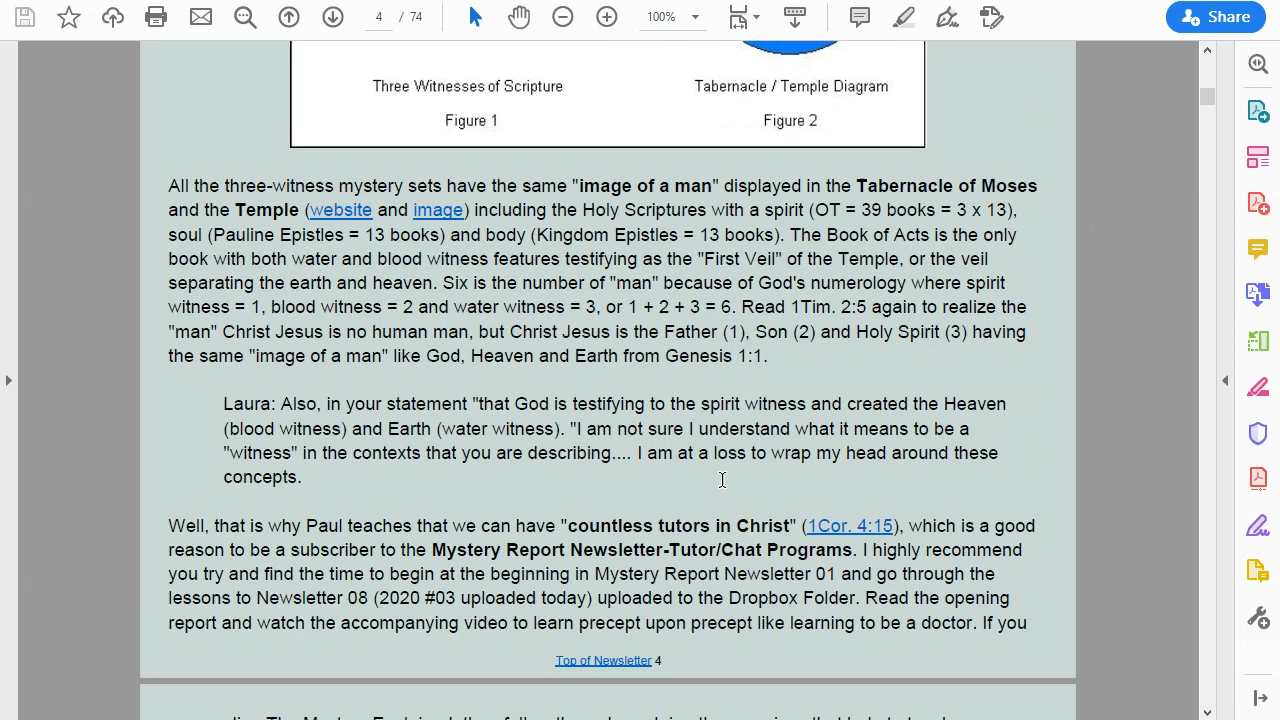 4 / 74
100%
Share
Three Witnesses of Scripture
Tabernacle / Temple Diagram
Figure 1
Figure 2
All the three-witness mystery sets have the same "image of a man" displayed in the Tabernacle of Moses
and the Temple (website and image) including the Holy Scriptures with a spirit (OT = 39 books = 3 x 13),
soul (Pauline Epistles = 13 books) and body (Kingdom Epistles = 13 books). The Book of Acts is the only
book with both water and blood witness features testifying as the "First Veil" of the Temple, or the veil
separating the earth and heaven. Six is the number of "man" because of God's numerology where spirit
witness = 1, blood witness = 2 and water witness = 3, or 1 + 2 + 3 = 6. Read 1Tim. 2:5 again to realize the
"man" Christ Jesus is no human man, but Christ Jesus is the Father (1), Son (2) and Holy Spirit (3) having
the same "image of a man" like God, Heaven and Earth from Genesis 1:1.
Laura: Also, in your statement "that God is testifying to the spirit witness and created the Heaven
(blood witness) and Earth (water witness). "I am not sure I understand what it means to be a
"witness" in the contexts that you are describing.... I am at a loss to wrap my head around these
concepts.
Well, that is why Paul teaches that we can have "countless tutors in Christ" (1Cor. 4:15), which is a good
reason to be a subscriber to the Mystery Report Newsletter-Tutor/Chat Programs. I highly recommend
you try and find the time to begin at the beginning in Mystery Report Newsletter 01 and go through the
lessons to Newsletter 08 (2020 #03 uploaded today) uploaded to the Dropbox Folder. Read the opening
report and watch the accompanying video to learn precept upon precept like learning to be a doctor. If you
Top of Newsletter 4